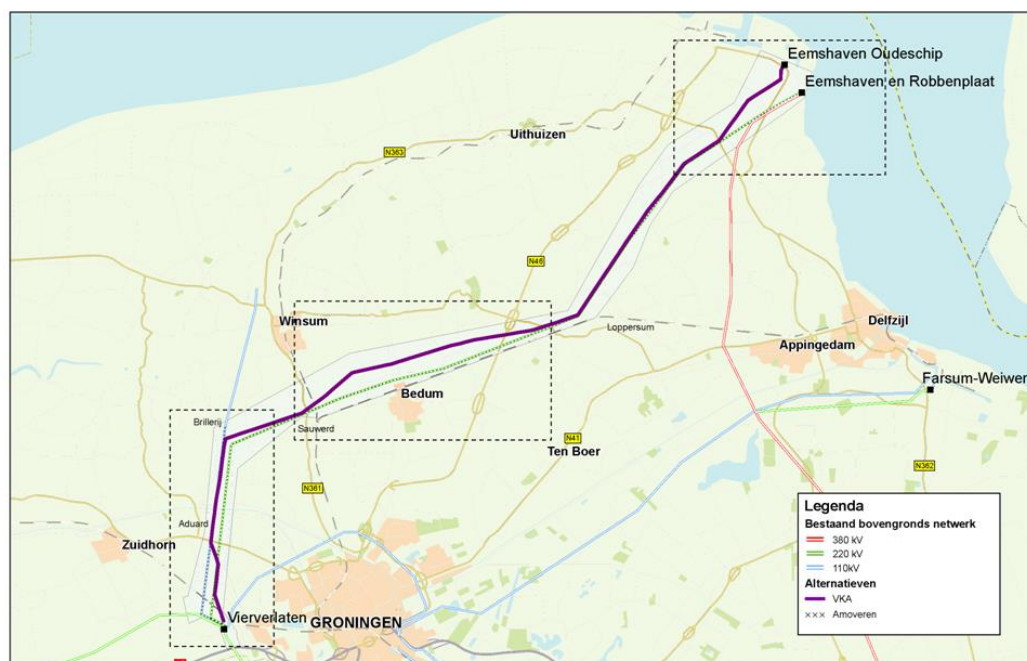 Eemshaven Oudeschip
Eemshaven en Robbenplaat
Uithuizen
N363
N46
Winsum
Loppersum
Delfzijl
Appingedam
Farsum-Weiwer
Bedum
Brillerij
Sauwerd
Ten Boer
N41
N361
N362
Aduard
Zuidhorn
Vierverlaten
GRONINGEN
Legenda
Bestaand bovengronds netwerk
380 kV
220 kV
110kV
Alternatieven
VKA
Amoveren